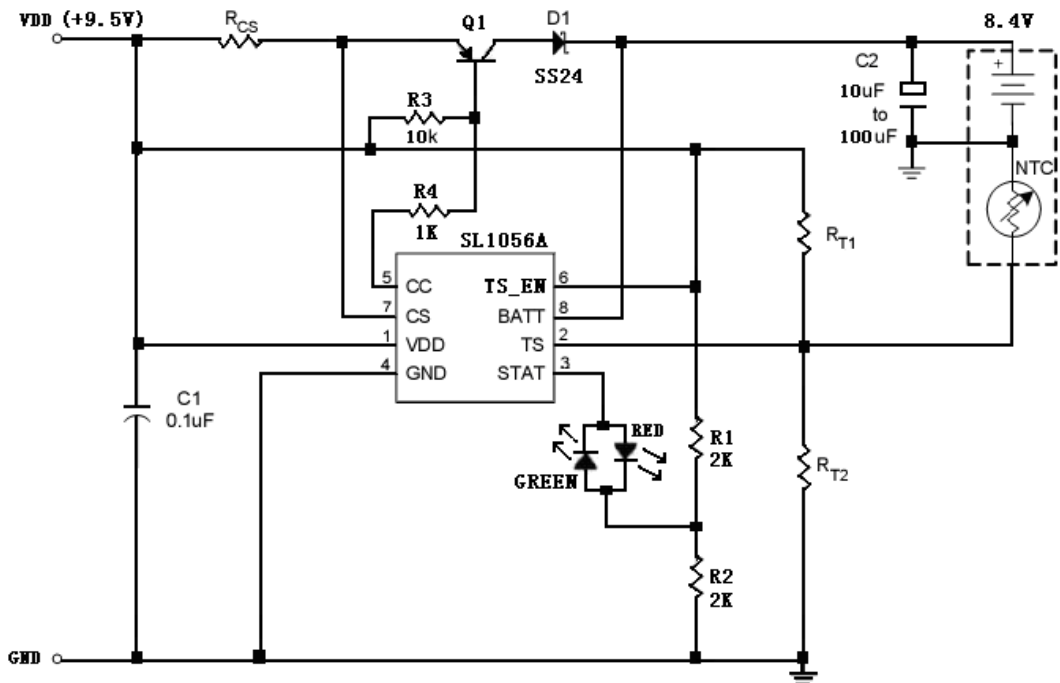 VDD (+9.5V)
RCS
Q1
D1
8.4V
SS24
C2
10uF
to
100uF
+
R3
10k
NTC
R4
1K
SL1056A
RT1
5
CC
TS_EN
6
7
CS
BATT
8
1
VDD
TS
2
4
GND
STAT
3
C1
0.1uF
RED
GREEN
R1
2K
RT2
R2
2K
GND